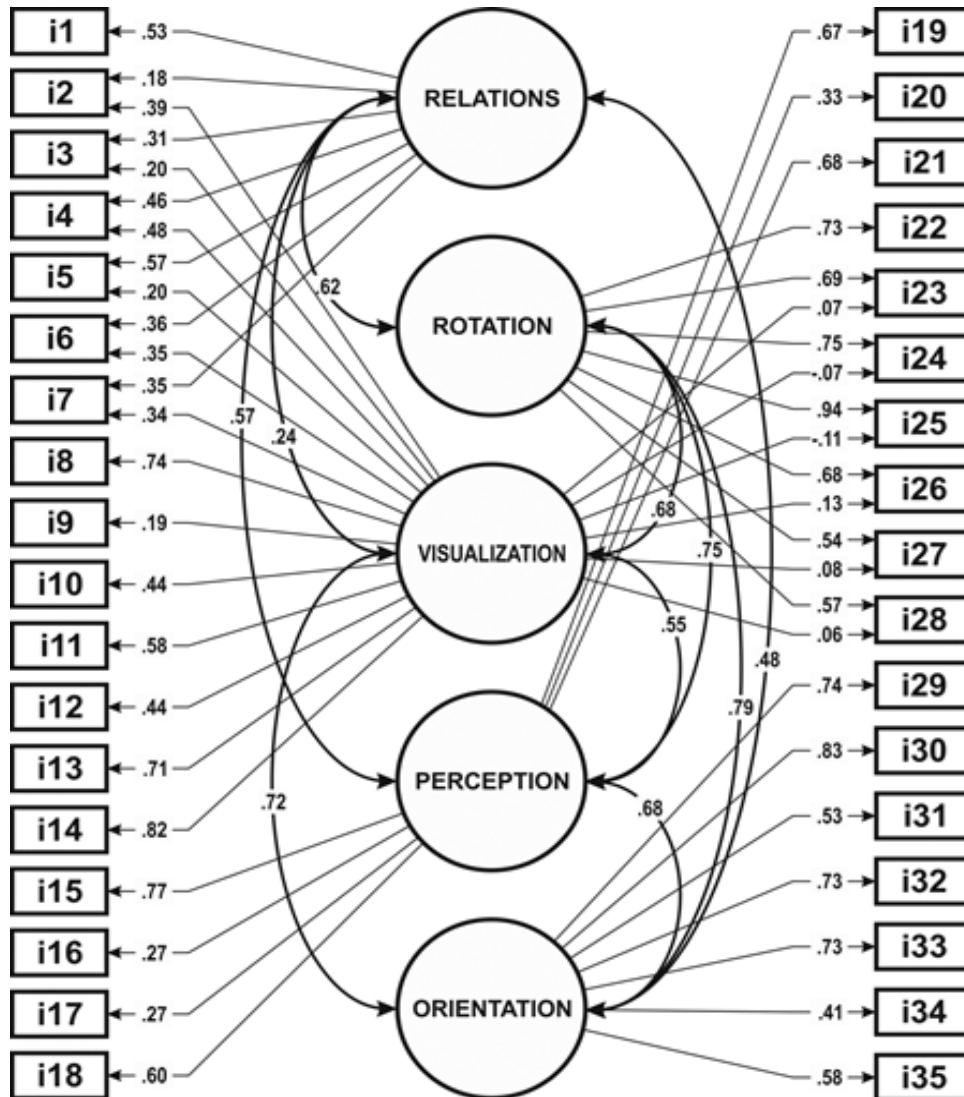 i1 .53
i2 .18
.39
i3 .31
.20
i4 .46
.48
i5 .57
.20
i6 .36
.35
i7 .35
.34
i8 .74
i9 .19
i10 .44
i11 .58
i12 .44
i13 .71
i14 .82
i15 .77
i16 .27
i17 .27
i18 .60
RELATIONS
ROTATION
VISUALIZATION
PERCEPTION
ORIENTATION
.62
.57
.24
.72
.68
.75
.55
.48
.79
.68
.67 i19
.33 i20
.68 i21
.73 i22
.69 i23
.07
.75 i24
-.07
.94 i25
-.11
.68 i26
.13
.54 i27
.08
.57 i28
.06
.74 i29
.83 i30
.53 i31
.73 i32
.73 i33
.41 i34
.58 i35